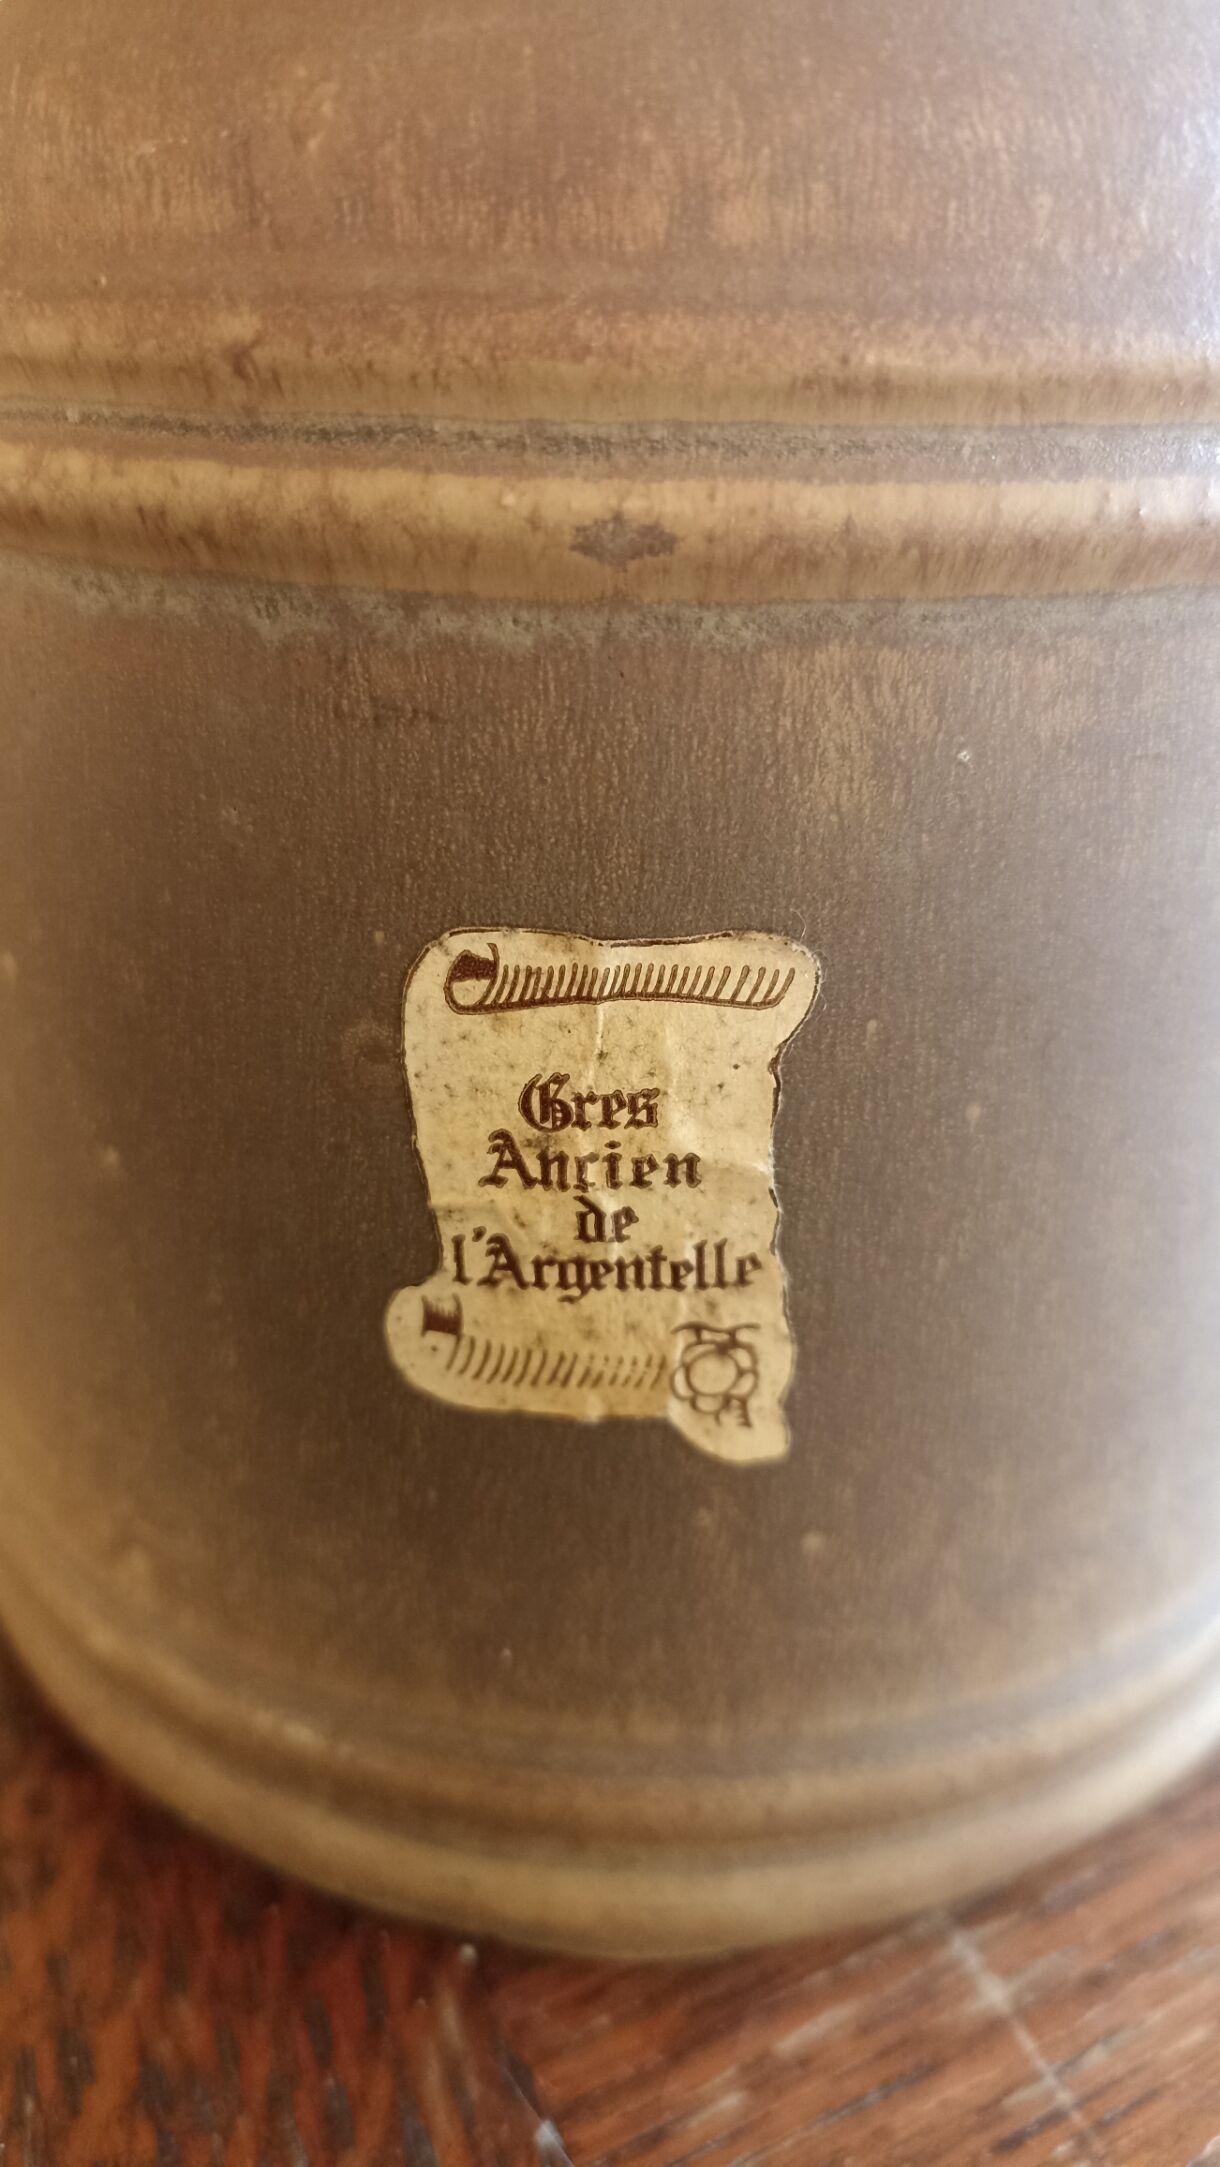 Gres
Ancien
de
l'Argentelle